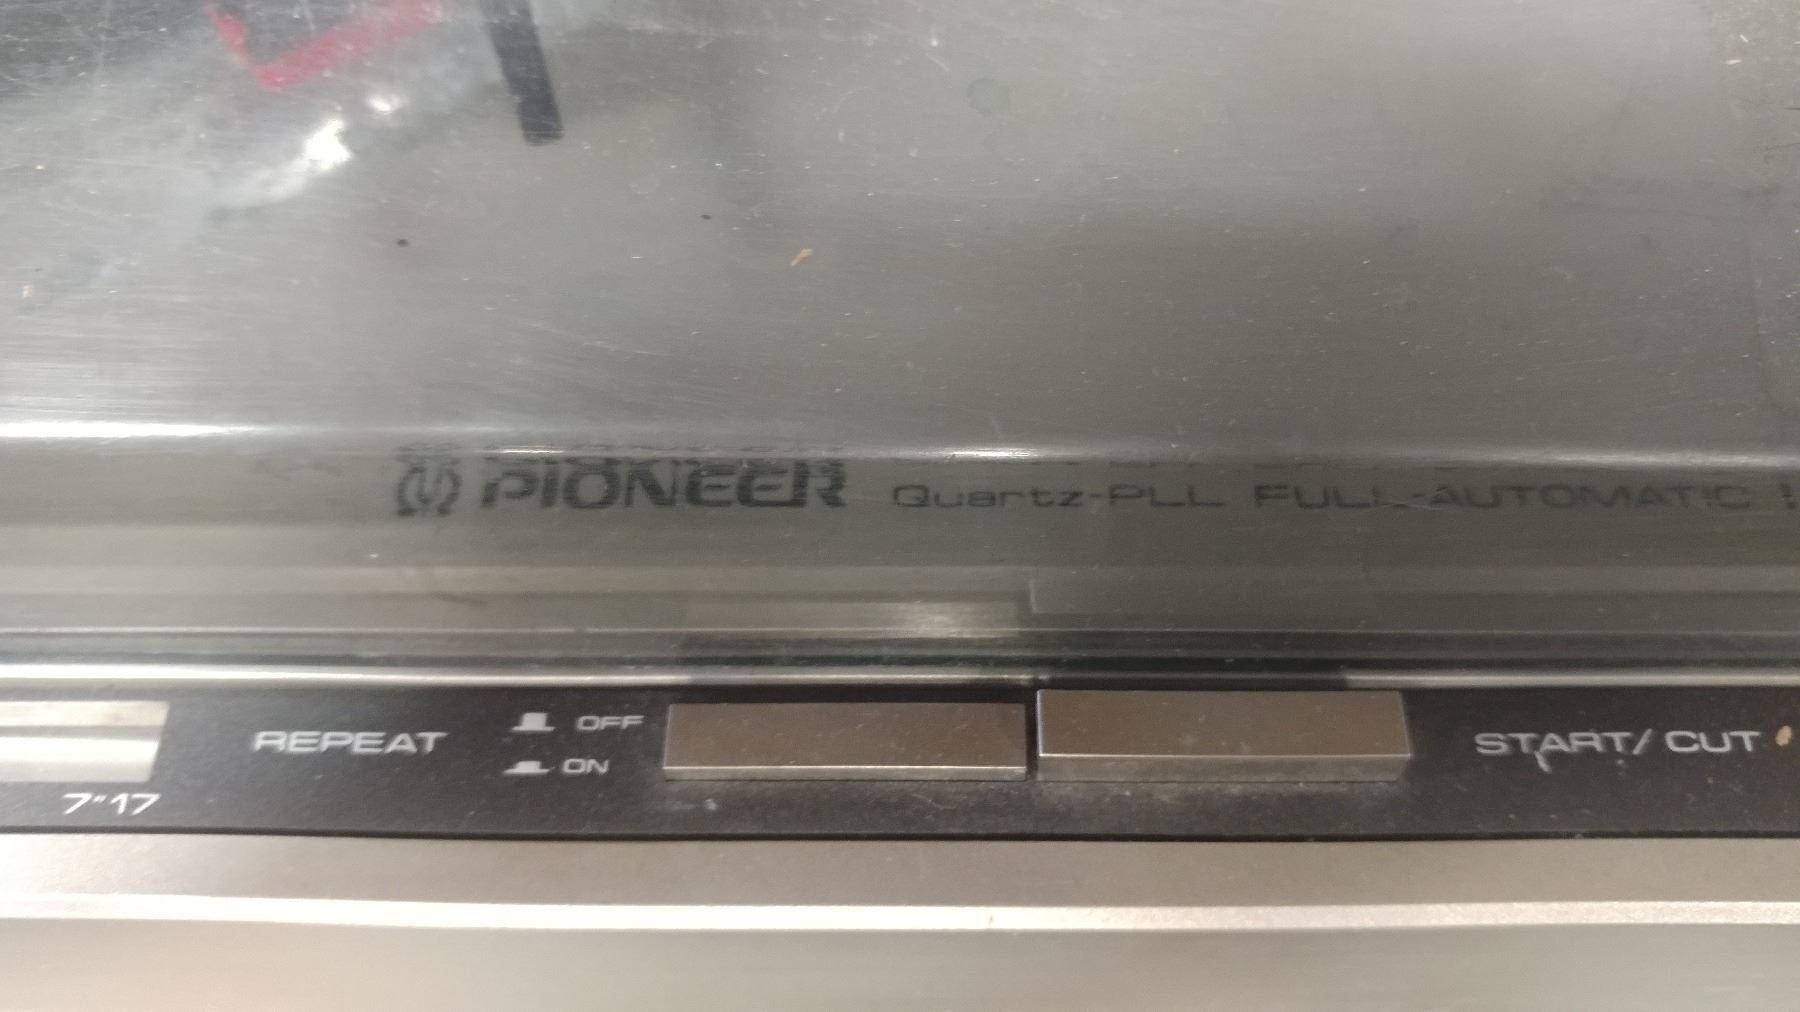 PIONEER Quartz-PLL FULL-AUTOMATIC
REPEAT OFF START/CUT
ON
7"17